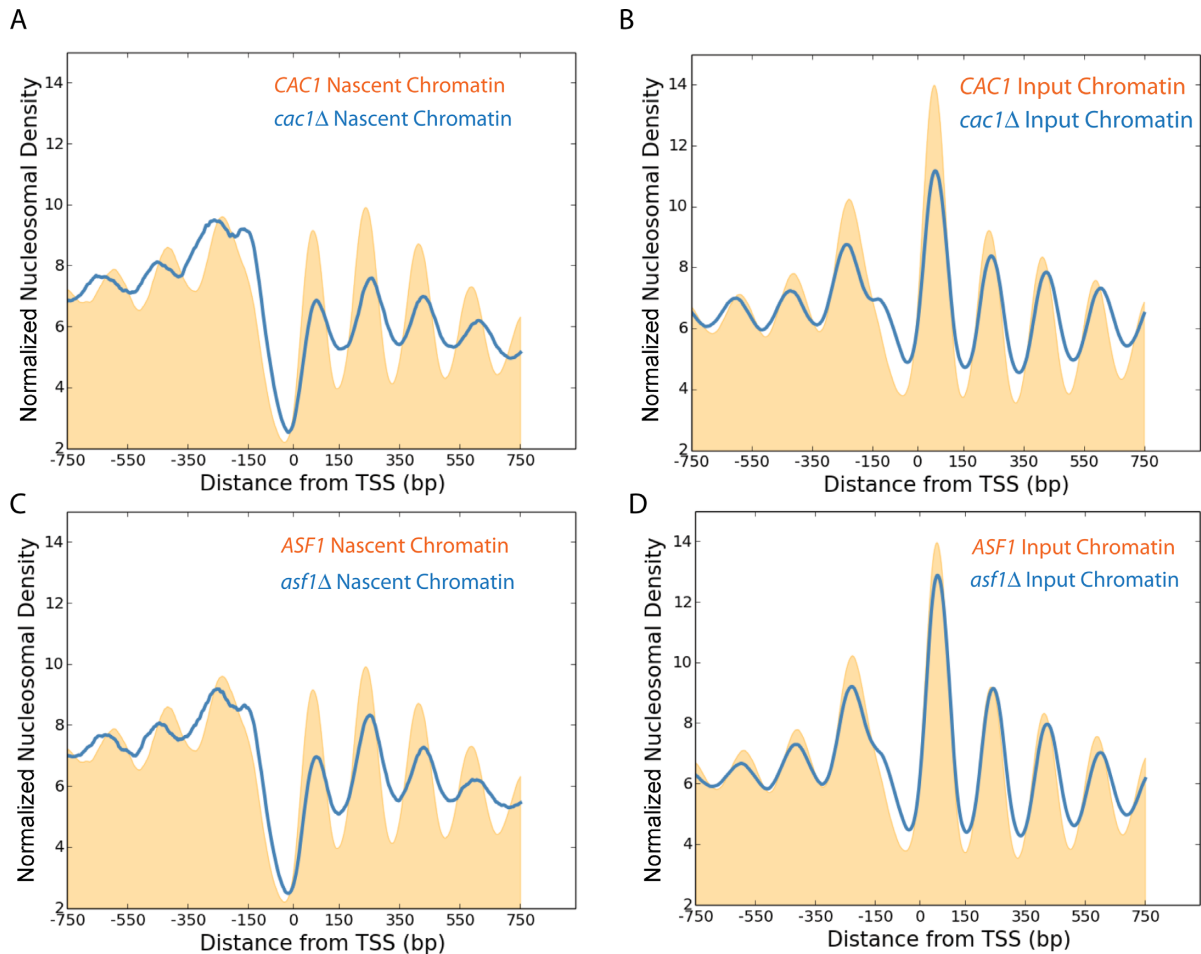 A
Normalized Nucleosomal Density
14
12
10
8
6
4
2
CAC1 Nascent Chromatin
cac1Δ Nascent Chromatin
-750 -550 -350 -150 0 150 350 450 750
Distance from TSS (bp)
B
Normalized Nucleosomal Density
14
12
10
8
6
4
2
CAC1 Input Chromatin
cac1Δ Input Chromatin
-750 -550 -350 -150 0 150 350 450 750
Distance from TSS (bp)
C
Normalized Nucleosomal Density
14
12
10
8
6
4
2
ASF1 Nascent Chromatin
asf1Δ Nascent Chromatin
-750 -550 -350 -150 0 150 350 450 750
Distance from TSS (bp)
D
Normalized Nucleosomal Density
14
12
10
8
6
4
2
ASF1 Input Chromatin
asf1Δ Input Chromatin
-750 -550 -350 -150 0 150 350 450 750
Distance from TSS (bp)